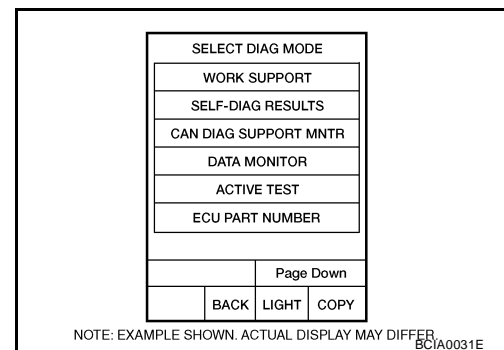 SELECT DIAG MODE
WORK SUPPORT
SELF-DIAG RESULTS
CAN DIAG SUPPORT MNTR
DATA MONITOR
ACTIVE TEST
ECU PART NUMBER
Page Down
BACK LIGHT COPY
NOTE: EXAMPLE SHOWN. ACTUAL DISPLAY MAY DIFFER.
BCIA0031E